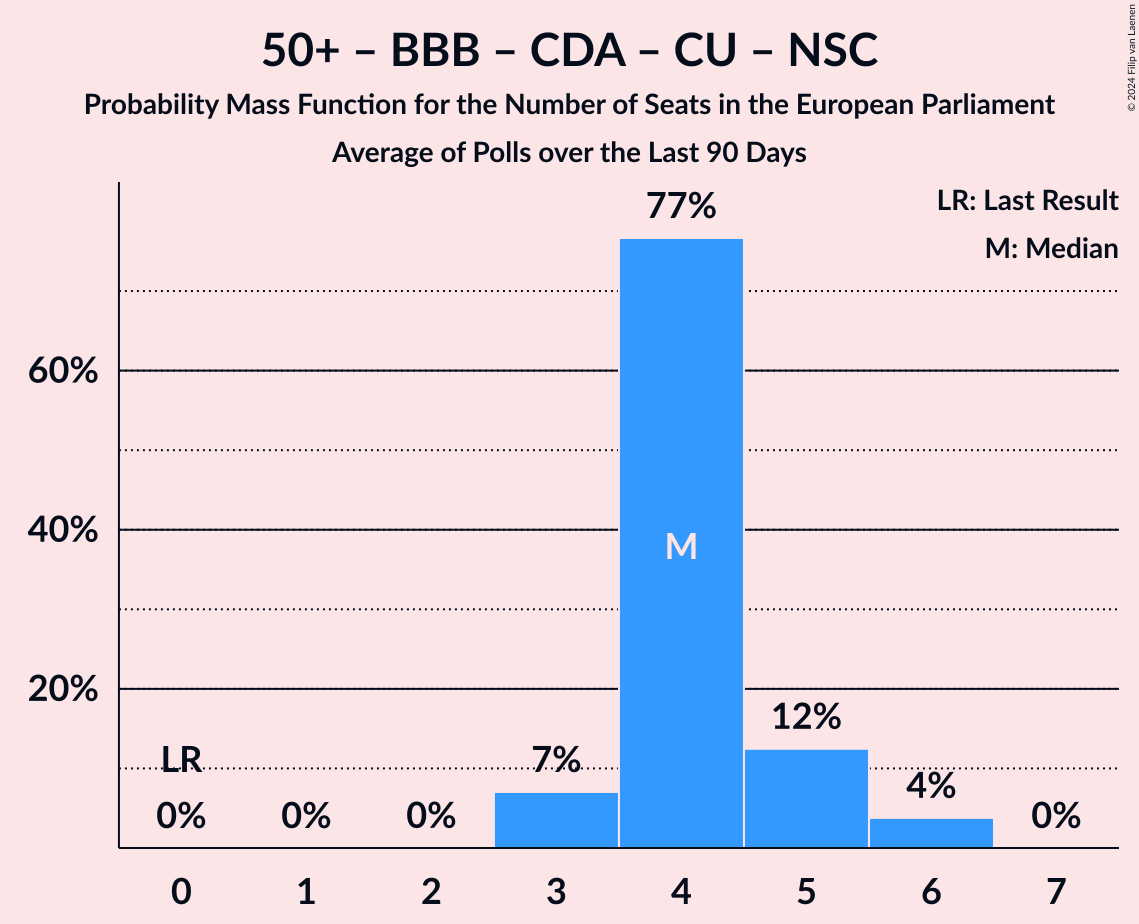 50+ – BBB – CDA – CU – NSC
Probability Mass Function for the Number of Seats in the European Parliament
Average of Polls over the Last 90 Days
© 2024 Filip van Laenen
LR: Last Result
M: Median
77%
60%
40%
M
20%
12%
LR
7%
4%
0%
0%
0%
0%
0 1 2 3 4 5 6 7